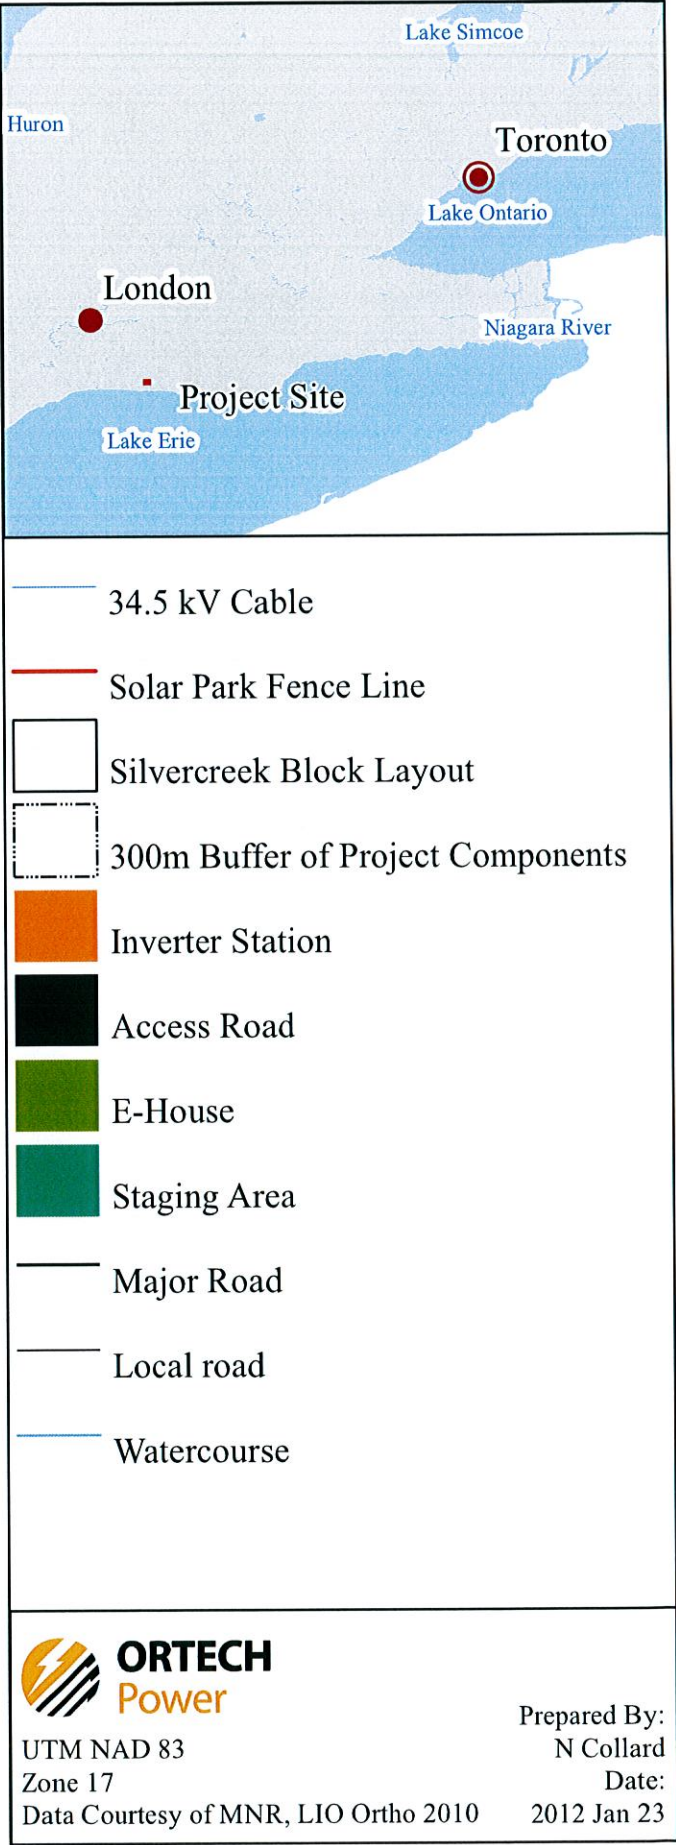 Lake Simcoe
Huron
Toronto
Lake Ontario
London
Niagara River
Project Site
Lake Erie
34.5 kV Cable
Solar Park Fence Line
Silvercreek Block Layout
300m Buffer of Project Components
Inverter Station
Access Road
E-House
Staging Area
Major Road
Local road
Watercourse
ORTECH
Power
Prepared By:
UTM NAD 83
N Collard
Zone 17
Date:
Data Courtesy of MNR, LIO Ortho 2010
2012 Jan 23